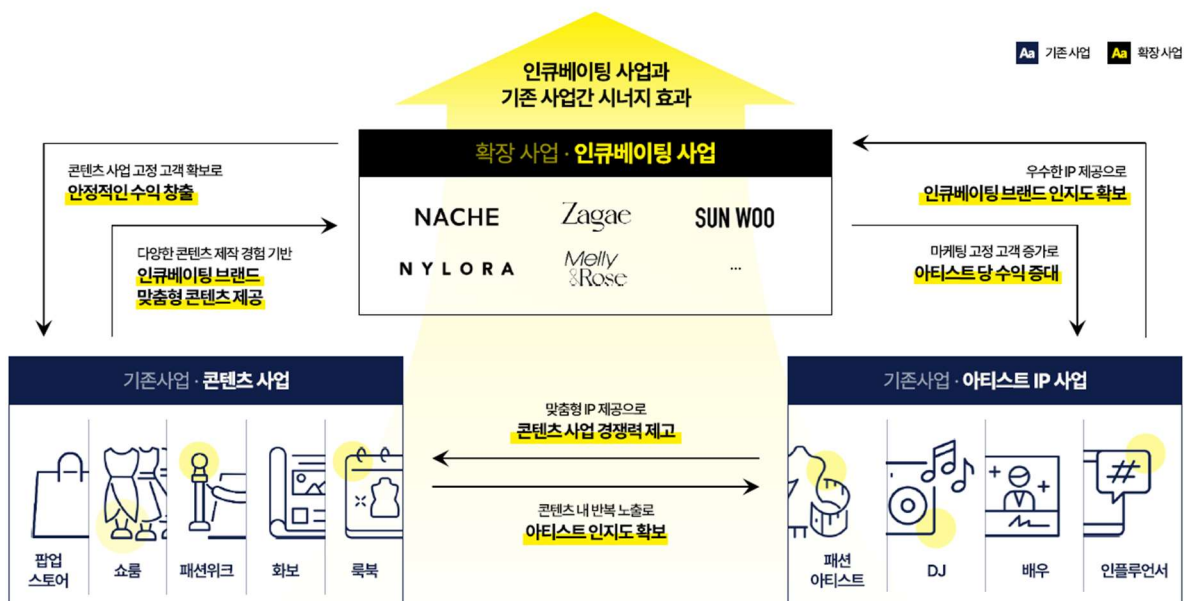 Aa 기존 사업 Aa 확장 사업
인큐베이팅 사업과
기존 사업간 시너지 효과
확장 사업 · 인큐베이팅 사업
NACHE
Zagae
SUN WOO
NYLORA
Melly
&Rose
...
콘텐츠 사업 고정 고객 확보로
안정적인 수익 창출
다양한 콘텐츠 제작 경험 기반
인큐베이팅 브랜드
맞춤형 콘텐츠 제공
우수한 IP 제공으로
인큐베이팅 브랜드 인지도 확보
마케팅 고정 고객 증가로
아티스트 당 수익 증대
기존사업 · 콘텐츠 사업
팝업
스토어
쇼룸
패션위크
화보
룩북
맞춤형 IP 제공으로
콘텐츠 사업 경쟁력 제고
콘텐츠 내 반복 노출로
아티스트 인지도 확보
기존사업 · 아티스트 IP 사업
#
패션
아티스트
DJ
배우
인플루언서